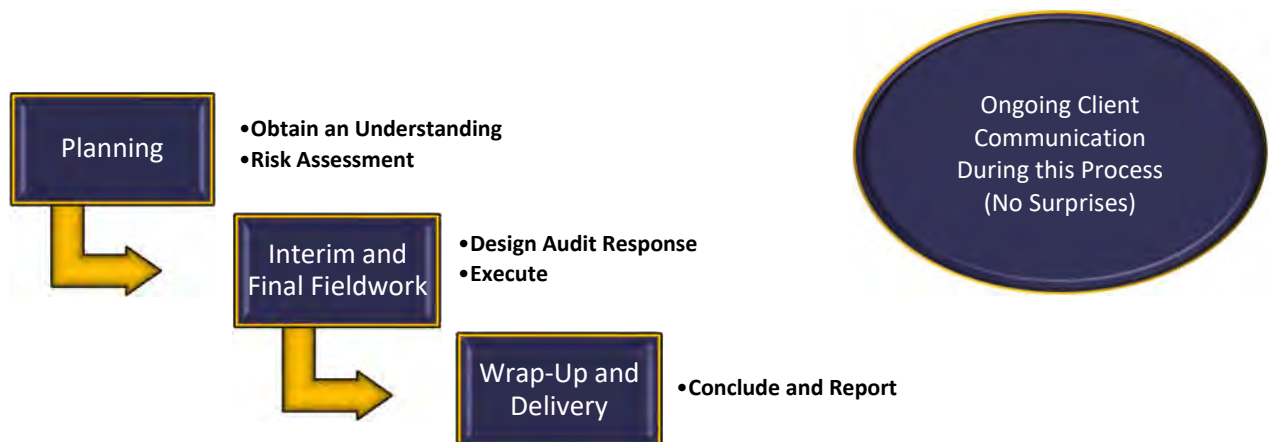 Planning
•Obtain an Understanding
•Risk Assessment
Ongoing Client
Communication
During this Process
(No Surprises)
Interim and
Final Fieldwork
•Design Audit Response
•Execute
Wrap-Up and
Delivery
•Conclude and Report